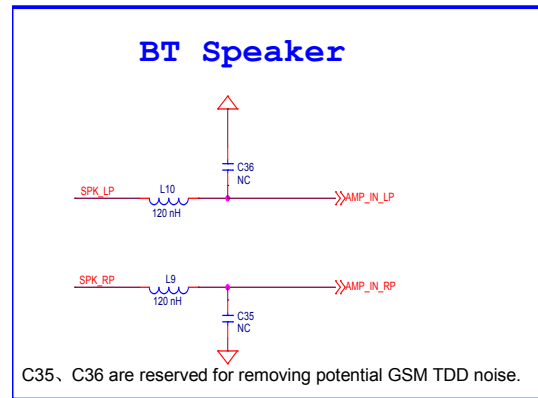 BT Speaker
C36
NC
SPK_LP
L10
120 nH
AMP_IN_LP
SPK_RP
L9
120 nH
AMP_IN_RP
C35
NC
C35、C36 are reserved for removing potential GSM TDD noise.